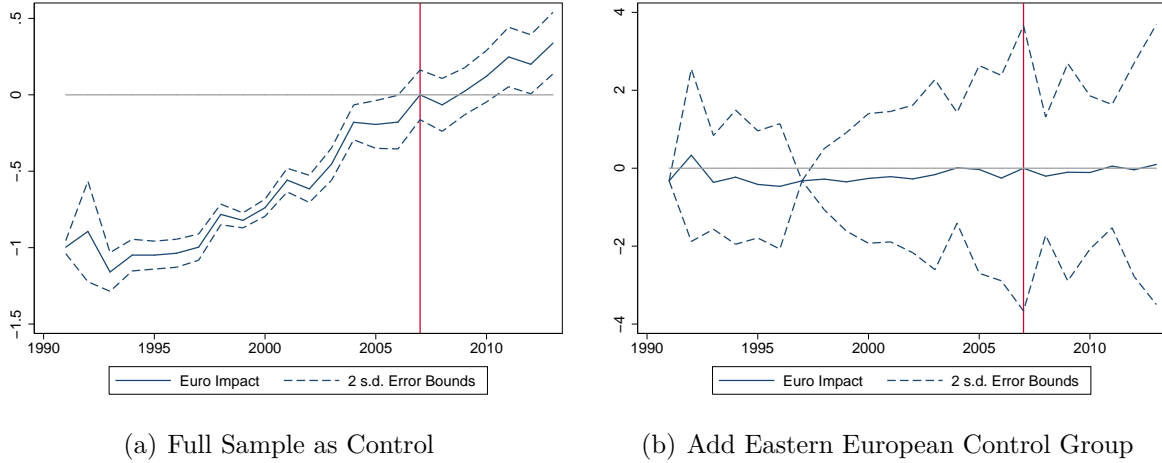 .5
0
−.5
−1
−1.5
1990 1995 2000 2005 2010
Euro Impact 2 s.d. Error Bounds
(a) Full Sample as Control
4
2
0
−2
−4
1990 1995 2000 2005 2010
Euro Impact 2 s.d. Error Bounds
(b) Add Eastern European Control Group